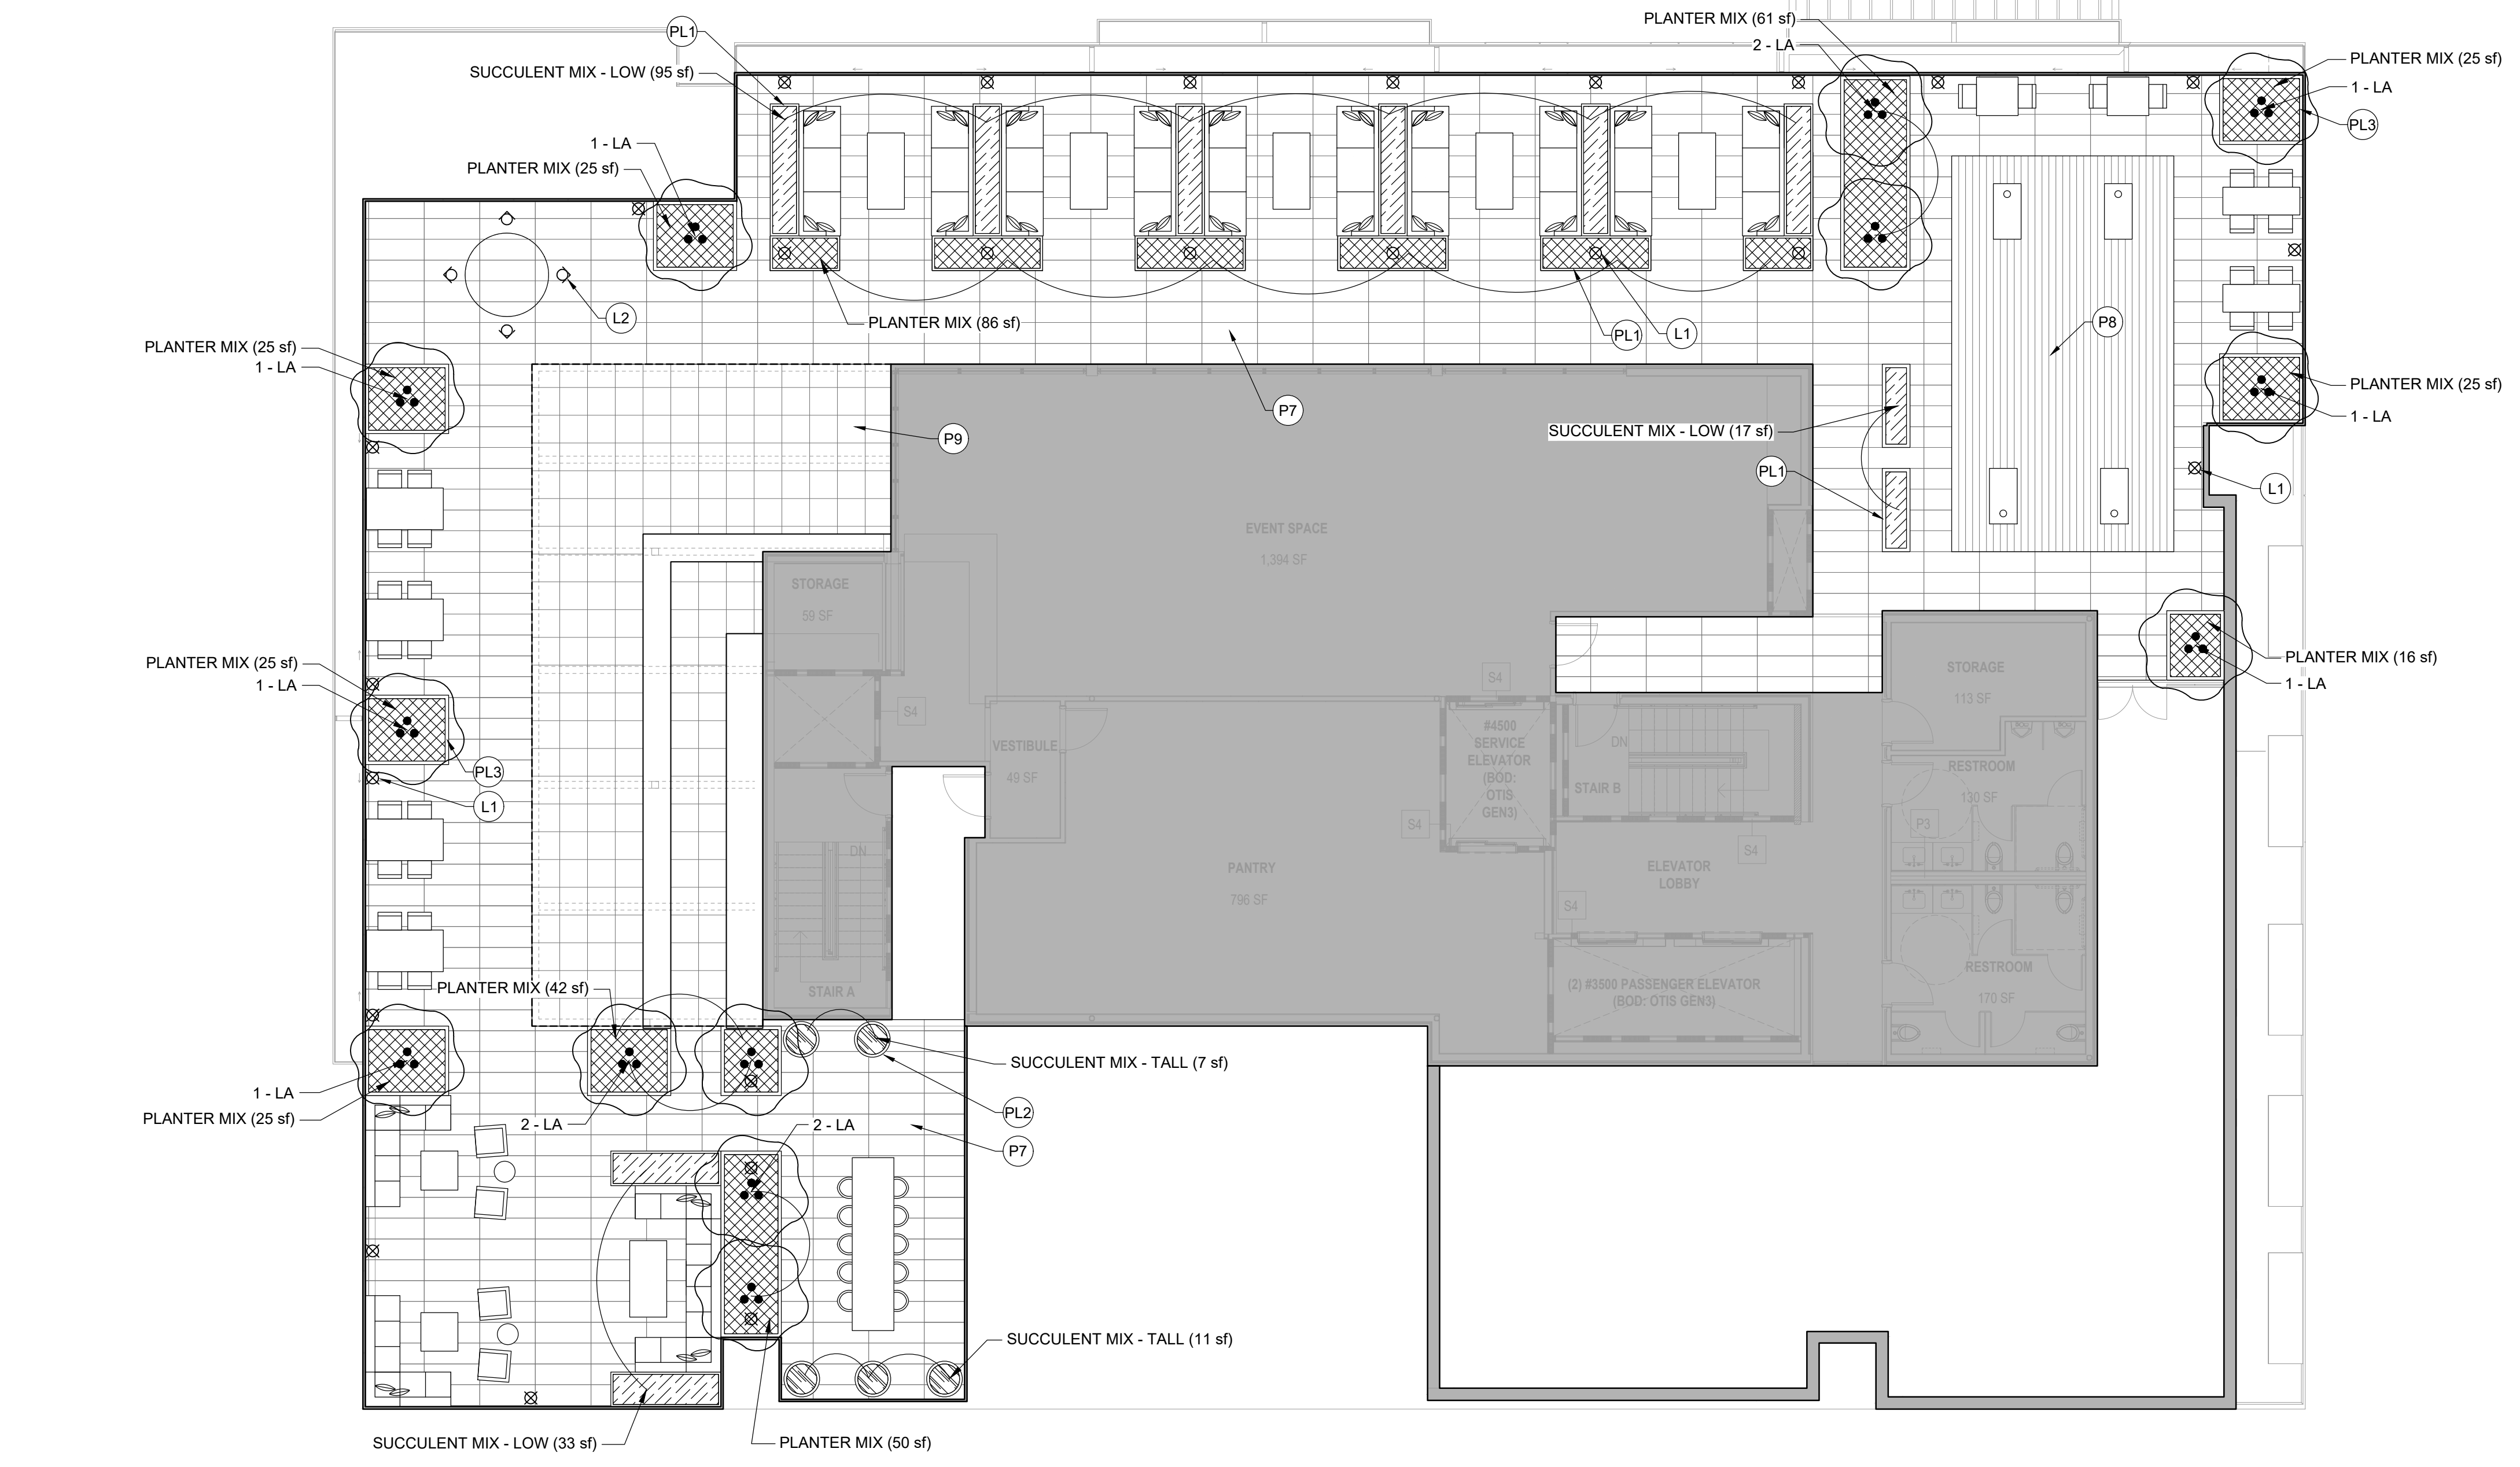 PLANTER MIX (61 sf)
2 - LA
PL1
SUCCULENT MIX - LOW (95 sf)
PLANTER MIX (25 sf)
1 - LA
PL3
1 - LA
PLANTER MIX (25 sf)
L2
PLANTER MIX (86 sf)
PL1
L1
P8
PLANTER MIX (25 sf)
1 - LA
PLANTER MIX (25 sf)
1 - LA
P7
P9
SUCCULENT MIX - LOW (17 sf)
PL1
L1
EVENT SPACE
1,394 SF
STORAGE
59 SF
PLANTER MIX (25 sf)
1 - LA
PL3
L1
S4
VESTIBULE
49 SF
S4
#4500
SERVICE
ELEVATOR
(BOD:
OTIS
GEN3)
S4
DN
STAIR B
S4
STORAGE
113 SF
PLANTER MIX (16 sf)
1 - LA
RESTROOM
130 SF
P3
DN
PANTRY
796 SF
ELEVATOR
LOBBY
S4
STAIR A
(2) #3500 PASSENGER ELEVATOR
(BOD: OTIS GEN3)
RESTROOM
170 SF
PLANTER MIX (42 sf)
SUCCULENT MIX - TALL (7 sf)
1 - LA
PLANTER MIX (25 sf)
2 - LA
2 - LA
PL2
P7
SUCCULENT MIX - TALL (11 sf)
SUCCULENT MIX - LOW (33 sf)
PLANTER MIX (50 sf)